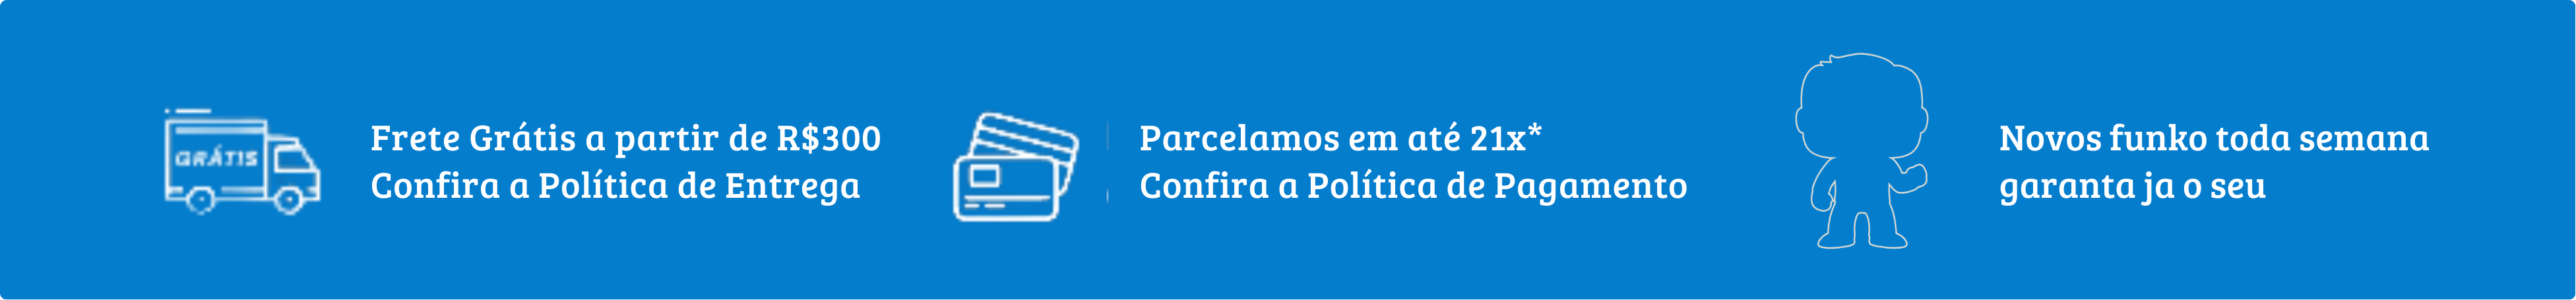 GRÁTIS
Frete Grátis a partir de R$300
Confira a Política de Entrega
Parcelamos em até 21x*
Confira a Política de Pagamento
Novos funko toda semana
garanta ja o seu